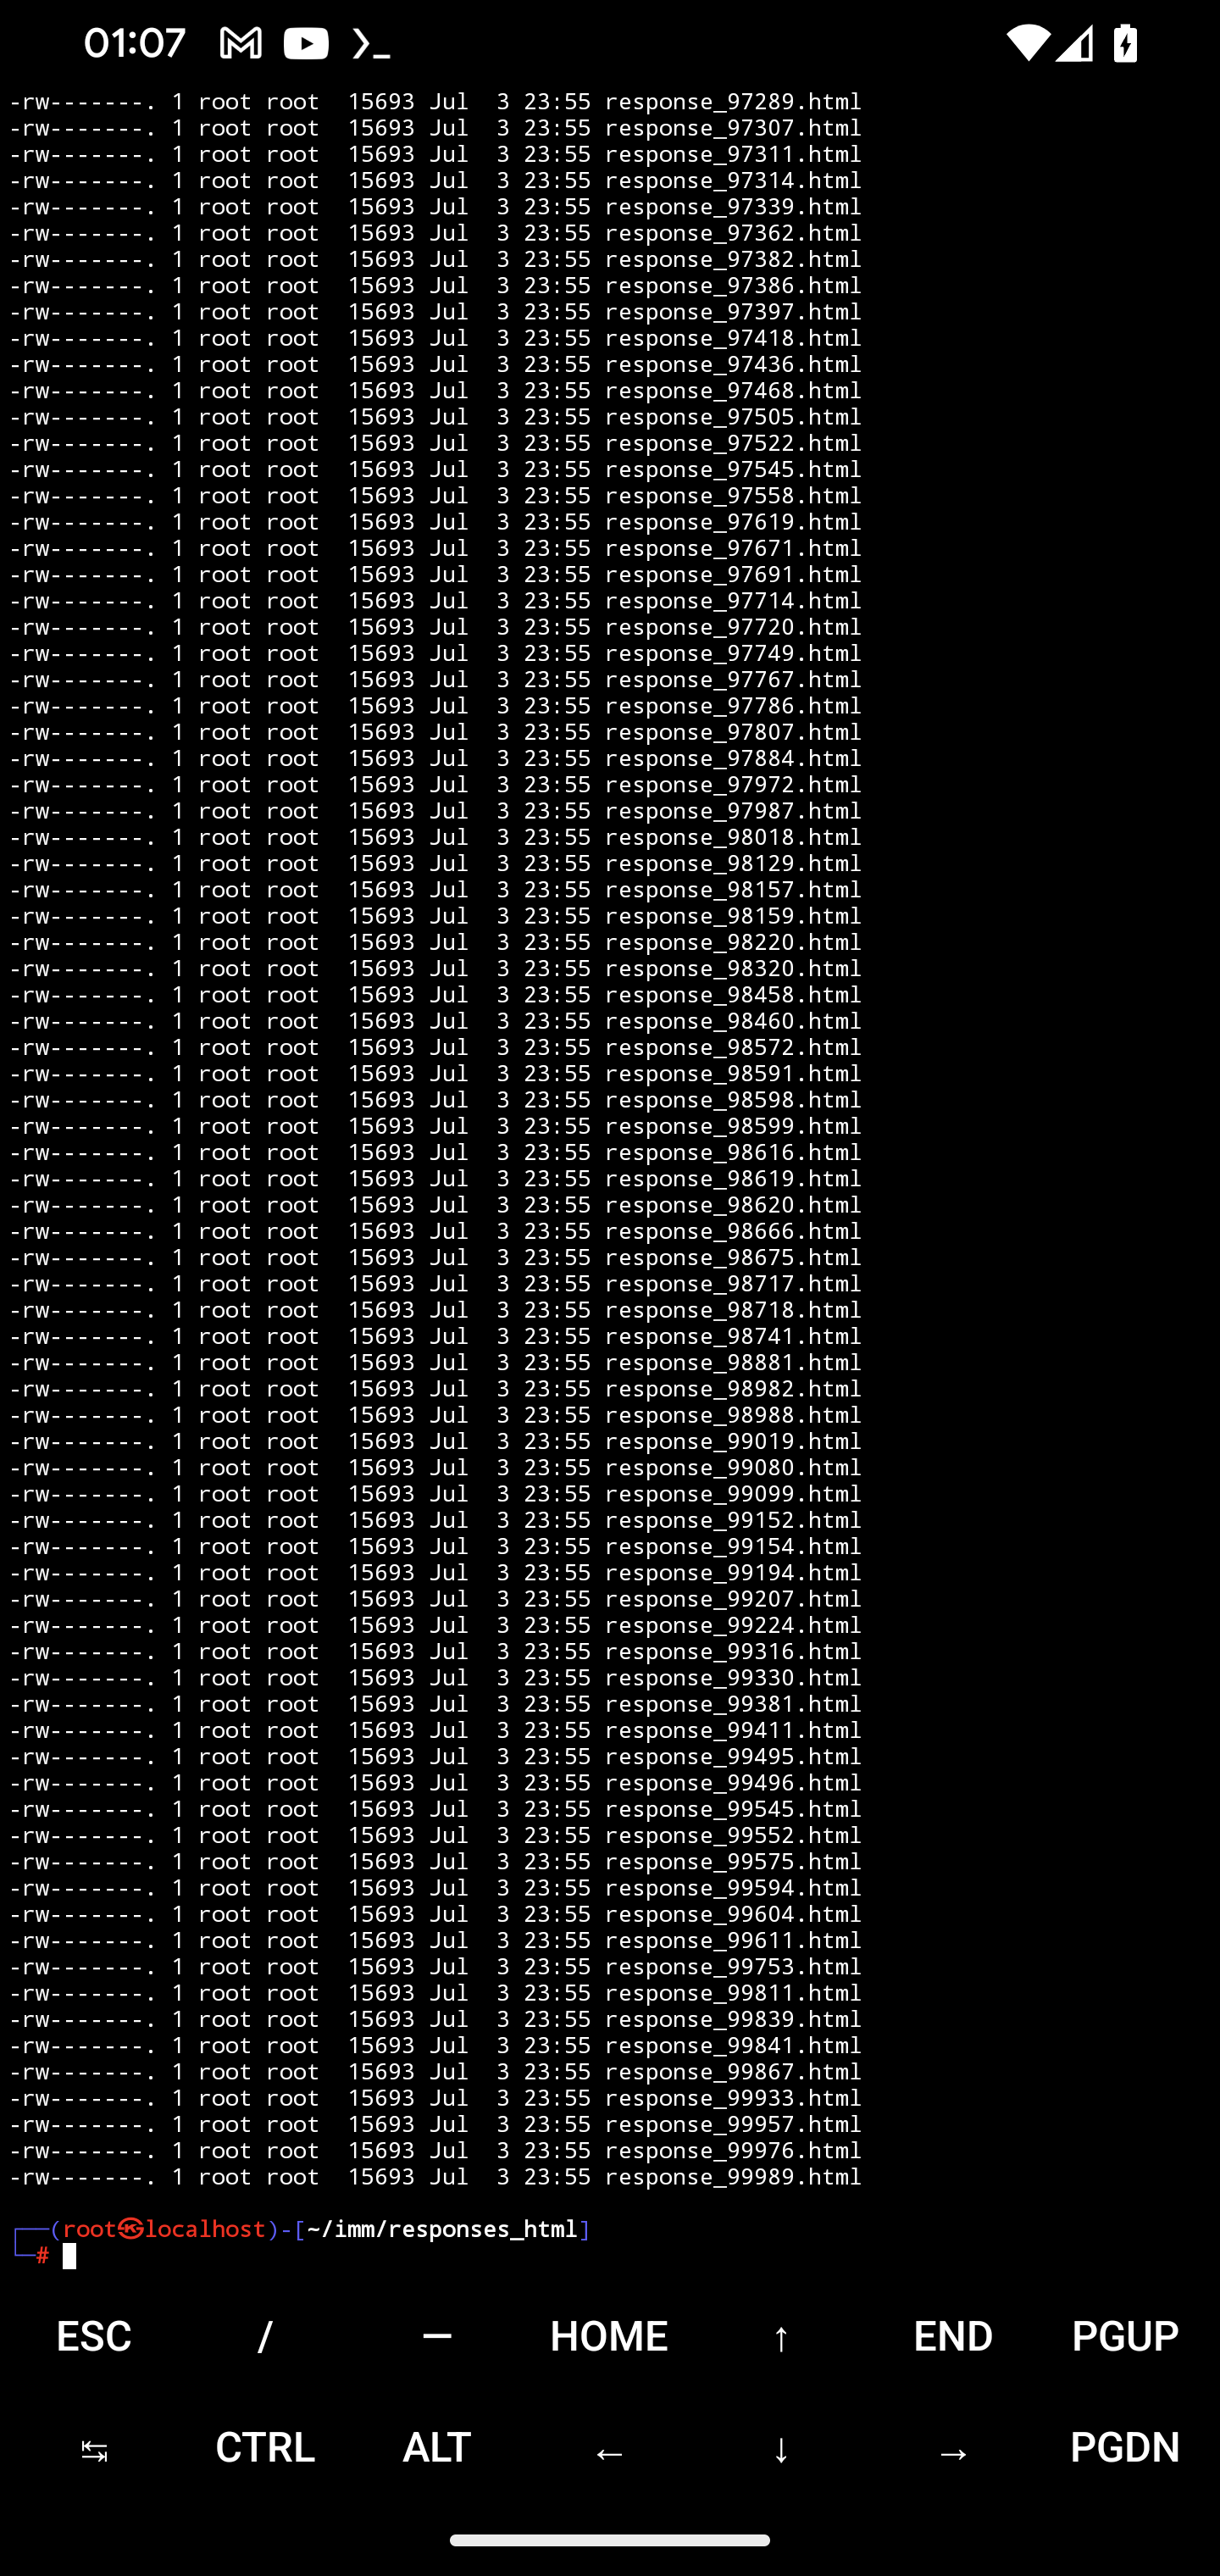 01:07
-rw-------. 1 root root  15693 Jul  3 23:55 response_97289.html
-rw-------. 1 root root  15693 Jul  3 23:55 response_97307.html
-rw-------. 1 root root  15693 Jul  3 23:55 response_97311.html
-rw-------. 1 root root  15693 Jul  3 23:55 response_97314.html
-rw-------. 1 root root  15693 Jul  3 23:55 response_97339.html
-rw-------. 1 root root  15693 Jul  3 23:55 response_97362.html
-rw-------. 1 root root  15693 Jul  3 23:55 response_97382.html
-rw-------. 1 root root  15693 Jul  3 23:55 response_97386.html
-rw-------. 1 root root  15693 Jul  3 23:55 response_97397.html
-rw-------. 1 root root  15693 Jul  3 23:55 response_97418.html
-rw-------. 1 root root  15693 Jul  3 23:55 response_97436.html
-rw-------. 1 root root  15693 Jul  3 23:55 response_97468.html
-rw-------. 1 root root  15693 Jul  3 23:55 response_97505.html
-rw-------. 1 root root  15693 Jul  3 23:55 response_97522.html
-rw-------. 1 root root  15693 Jul  3 23:55 response_97545.html
-rw-------. 1 root root  15693 Jul  3 23:55 response_97558.html
-rw-------. 1 root root  15693 Jul  3 23:55 response_97619.html
-rw-------. 1 root root  15693 Jul  3 23:55 response_97671.html
-rw-------. 1 root root  15693 Jul  3 23:55 response_97691.html
-rw-------. 1 root root  15693 Jul  3 23:55 response_97714.html
-rw-------. 1 root root  15693 Jul  3 23:55 response_97720.html
-rw-------. 1 root root  15693 Jul  3 23:55 response_97749.html
-rw-------. 1 root root  15693 Jul  3 23:55 response_97767.html
-rw-------. 1 root root  15693 Jul  3 23:55 response_97786.html
-rw-------. 1 root root  15693 Jul  3 23:55 response_97807.html
-rw-------. 1 root root  15693 Jul  3 23:55 response_97884.html
-rw-------. 1 root root  15693 Jul  3 23:55 response_97972.html
-rw-------. 1 root root  15693 Jul  3 23:55 response_97987.html
-rw-------. 1 root root  15693 Jul  3 23:55 response_98018.html
-rw-------. 1 root root  15693 Jul  3 23:55 response_98129.html
-rw-------. 1 root root  15693 Jul  3 23:55 response_98157.html
-rw-------. 1 root root  15693 Jul  3 23:55 response_98159.html
-rw-------. 1 root root  15693 Jul  3 23:55 response_98220.html
-rw-------. 1 root root  15693 Jul  3 23:55 response_98320.html
-rw-------. 1 root root  15693 Jul  3 23:55 response_98458.html
-rw-------. 1 root root  15693 Jul  3 23:55 response_98460.html
-rw-------. 1 root root  15693 Jul  3 23:55 response_98572.html
-rw-------. 1 root root  15693 Jul  3 23:55 response_98591.html
-rw-------. 1 root root  15693 Jul  3 23:55 response_98598.html
-rw-------. 1 root root  15693 Jul  3 23:55 response_98599.html
-rw-------. 1 root root  15693 Jul  3 23:55 response_98616.html
-rw-------. 1 root root  15693 Jul  3 23:55 response_98619.html
-rw-------. 1 root root  15693 Jul  3 23:55 response_98620.html
-rw-------. 1 root root  15693 Jul  3 23:55 response_98666.html
-rw-------. 1 root root  15693 Jul  3 23:55 response_98675.html
-rw-------. 1 root root  15693 Jul  3 23:55 response_98717.html
-rw-------. 1 root root  15693 Jul  3 23:55 response_98718.html
-rw-------. 1 root root  15693 Jul  3 23:55 response_98741.html
-rw-------. 1 root root  15693 Jul  3 23:55 response_98881.html
-rw-------. 1 root root  15693 Jul  3 23:55 response_98982.html
-rw-------. 1 root root  15693 Jul  3 23:55 response_98988.html
-rw-------. 1 root root  15693 Jul  3 23:55 response_99019.html
-rw-------. 1 root root  15693 Jul  3 23:55 response_99080.html
-rw-------. 1 root root  15693 Jul  3 23:55 response_99099.html
-rw-------. 1 root root  15693 Jul  3 23:55 response_99152.html
-rw-------. 1 root root  15693 Jul  3 23:55 response_99154.html
-rw-------. 1 root root  15693 Jul  3 23:55 response_99194.html
-rw-------. 1 root root  15693 Jul  3 23:55 response_99207.html
-rw-------. 1 root root  15693 Jul  3 23:55 response_99224.html
-rw-------. 1 root root  15693 Jul  3 23:55 response_99316.html
-rw-------. 1 root root  15693 Jul  3 23:55 response_99330.html
-rw-------. 1 root root  15693 Jul  3 23:55 response_99381.html
-rw-------. 1 root root  15693 Jul  3 23:55 response_99411.html
-rw-------. 1 root root  15693 Jul  3 23:55 response_99495.html
-rw-------. 1 root root  15693 Jul  3 23:55 response_99496.html
-rw-------. 1 root root  15693 Jul  3 23:55 response_99545.html
-rw-------. 1 root root  15693 Jul  3 23:55 response_99552.html
-rw-------. 1 root root  15693 Jul  3 23:55 response_99575.html
-rw-------. 1 root root  15693 Jul  3 23:55 response_99594.html
-rw-------. 1 root root  15693 Jul  3 23:55 response_99604.html
-rw-------. 1 root root  15693 Jul  3 23:55 response_99611.html
-rw-------. 1 root root  15693 Jul  3 23:55 response_99753.html
-rw-------. 1 root root  15693 Jul  3 23:55 response_99811.html
-rw-------. 1 root root  15693 Jul  3 23:55 response_99839.html
-rw-------. 1 root root  15693 Jul  3 23:55 response_99841.html
-rw-------. 1 root root  15693 Jul  3 23:55 response_99867.html
-rw-------. 1 root root  15693 Jul  3 23:55 response_99933.html
-rw-------. 1 root root  15693 Jul  3 23:55 response_99957.html
-rw-------. 1 root root  15693 Jul  3 23:55 response_99976.html
-rw-------. 1 root root  15693 Jul  3 23:55 response_99989.html
┌──(root㉿localhost)-[~/imm/responses_html]
└─#
ESC / — HOME ↑ END PGUP
↹ CTRL ALT ← ↓ → PGDN